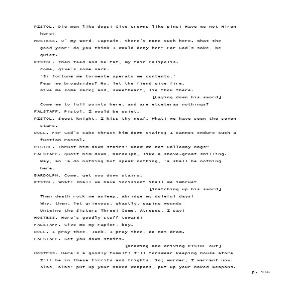 PISTOL. Die men like dogs! Give crowns like pins! Have we not Hiren
here?
HOSTESS. O' my word, Captain, there's none such here. What the
good-year! do you think I would deny her? For God's sake, be
quiet.
PISTOL. Then feed and be fat, my fair Calipolis.
Come, give's some sack.
'Si fortune me tormente sperato me contento.'
Fear we broadsides? No, let the fiend give fire.
Give me some sack; and, sweetheart, lie thou there.
[Laying down his sword]
Come we to full points here, and are etceteras nothings?
FALSTAFF. Pistol, I would be quiet.
PISTOL. Sweet knight, I kiss thy neaf. What! we have seen the seven
stars.
DOLL. For God's sake thrust him down stairs; I cannot endure such a
fustian rascal.
PISTOL. Thrust him down stairs! Know we not Galloway nags?
FALSTAFF. Quoit him down, Bardolph, like a shove-groat shilling.
Nay, an 'a do nothing but speak nothing, 'a shall be nothing
here.
BARDOLPH. Come, get you down stairs.
PISTOL. What! shall we have incision? Shall we imbrue?
[Snatching up his sword]
Then death rock me asleep, abridge my doleful days!
Why, then, let grievous, ghastly, gaping wounds
Untwine the Sisters Three! Come, Atropos, I say!
HOSTESS. Here's goodly stuff toward!
FALSTAFF. Give me my rapier, boy.
DOLL. I pray thee, Jack, I pray thee, do not draw.
FALSTAFF. Get you down stairs.
[Drawing and driving PISTOL out]
HOSTESS. Here's a goodly tumult! I'll forswear keeping house afore
I'll be in these tirrits and frights. So; murder, I warrant now.
Alas, alas! put up your naked weapons, put up your naked weapons.